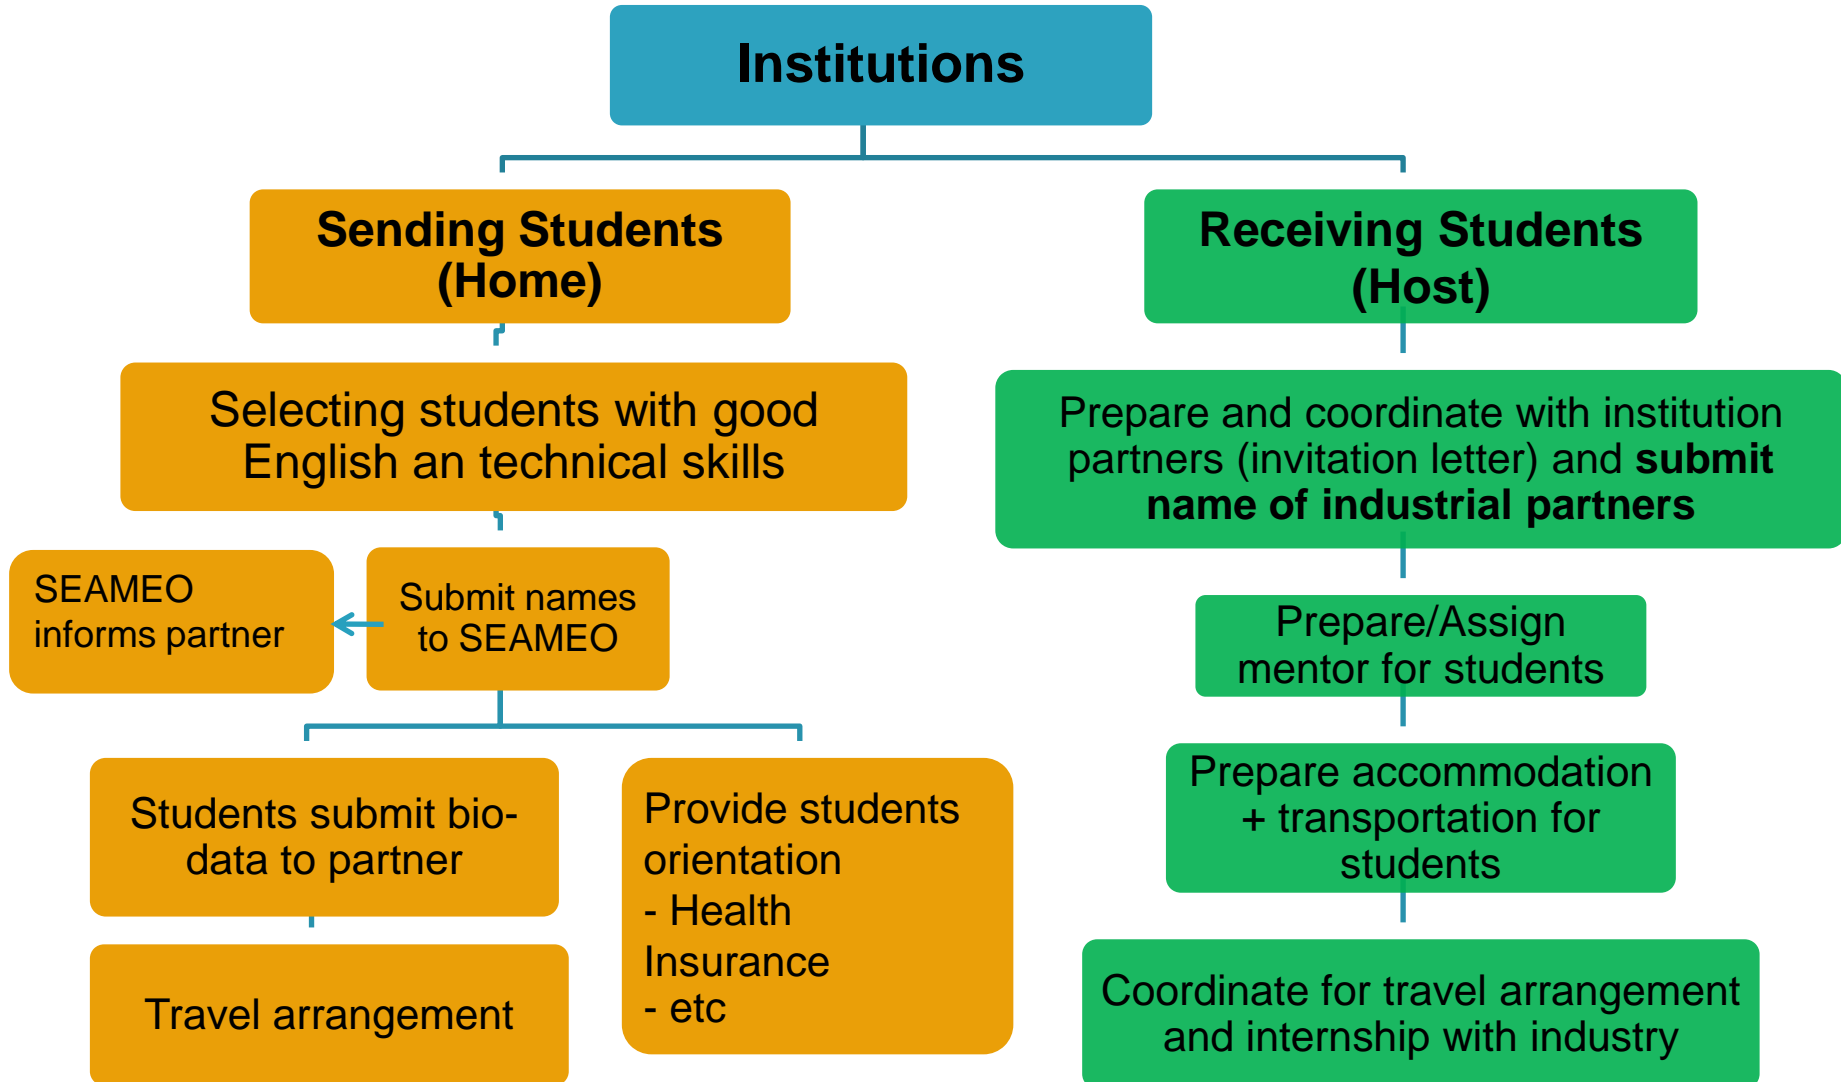 Institutions
Sending Students
(Home)
Receiving Students
(Host)
Selecting students with good
English an technical skills
Prepare and coordinate with institution
partners (invitation letter) and submit
name of industrial partners
SEAMEO
informs partner
Submit names
to SEAMEO
Prepare/Assign
mentor for students
Students submit bio-
data to partner
Provide students
orientation
- Health
Insurance
- etc
Prepare accommodation
+ transportation for
students
Travel arrangement
Coordinate for travel arrangement
and internship with industry